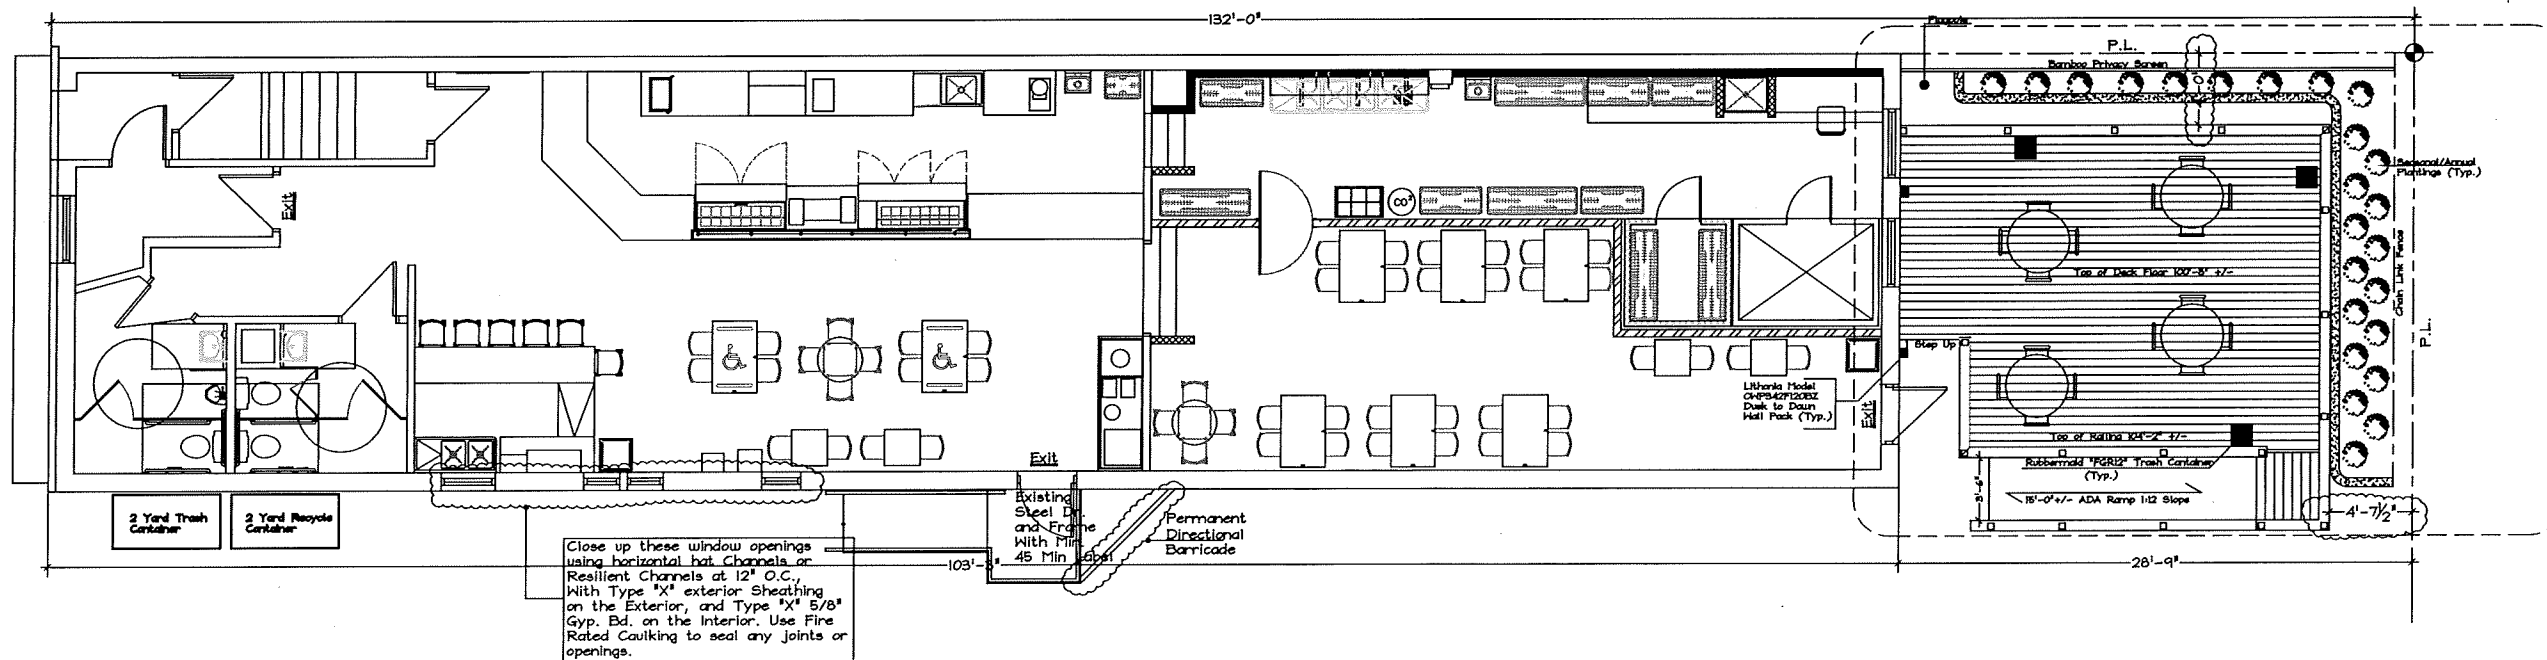 132'-0"
Flagpole
P.L.
Bamboo Privacy Screen
Seasonal/Annual
Plantings (Typ.)
Exit
CO²
Top of Deck Floor 100'-8" +/-
Chain Link Fence
P.L.
Step Up
Lithonia Model
Dusk to Dawn
Wall Pack (Typ.)
Exit
Top of Railing 104'-2" +/-
Rubbermaid "FGR12" Trash Container
(Typ.)
15'-0"+/- ADA Ramp 1:12 Slope
3'-6"
4'-7½"
Exit
Existing
Steel Dr.
and Frame
With Min.
45 Min Label
Permanent
Directional
Barricade
2 Yard Trash
Container
2 Yard Recycle
Container
Close up these window openings
using horizontal hat Channels or
Resilient Channels at 12" O.C.,
With Type "X" exterior Sheathing
on the Exterior, and Type "X" 5/8"
Gyp. Bd. on the Interior. Use Fire
Rated Caulking to seal any joints or
openings.
103'-3"
28'-9"